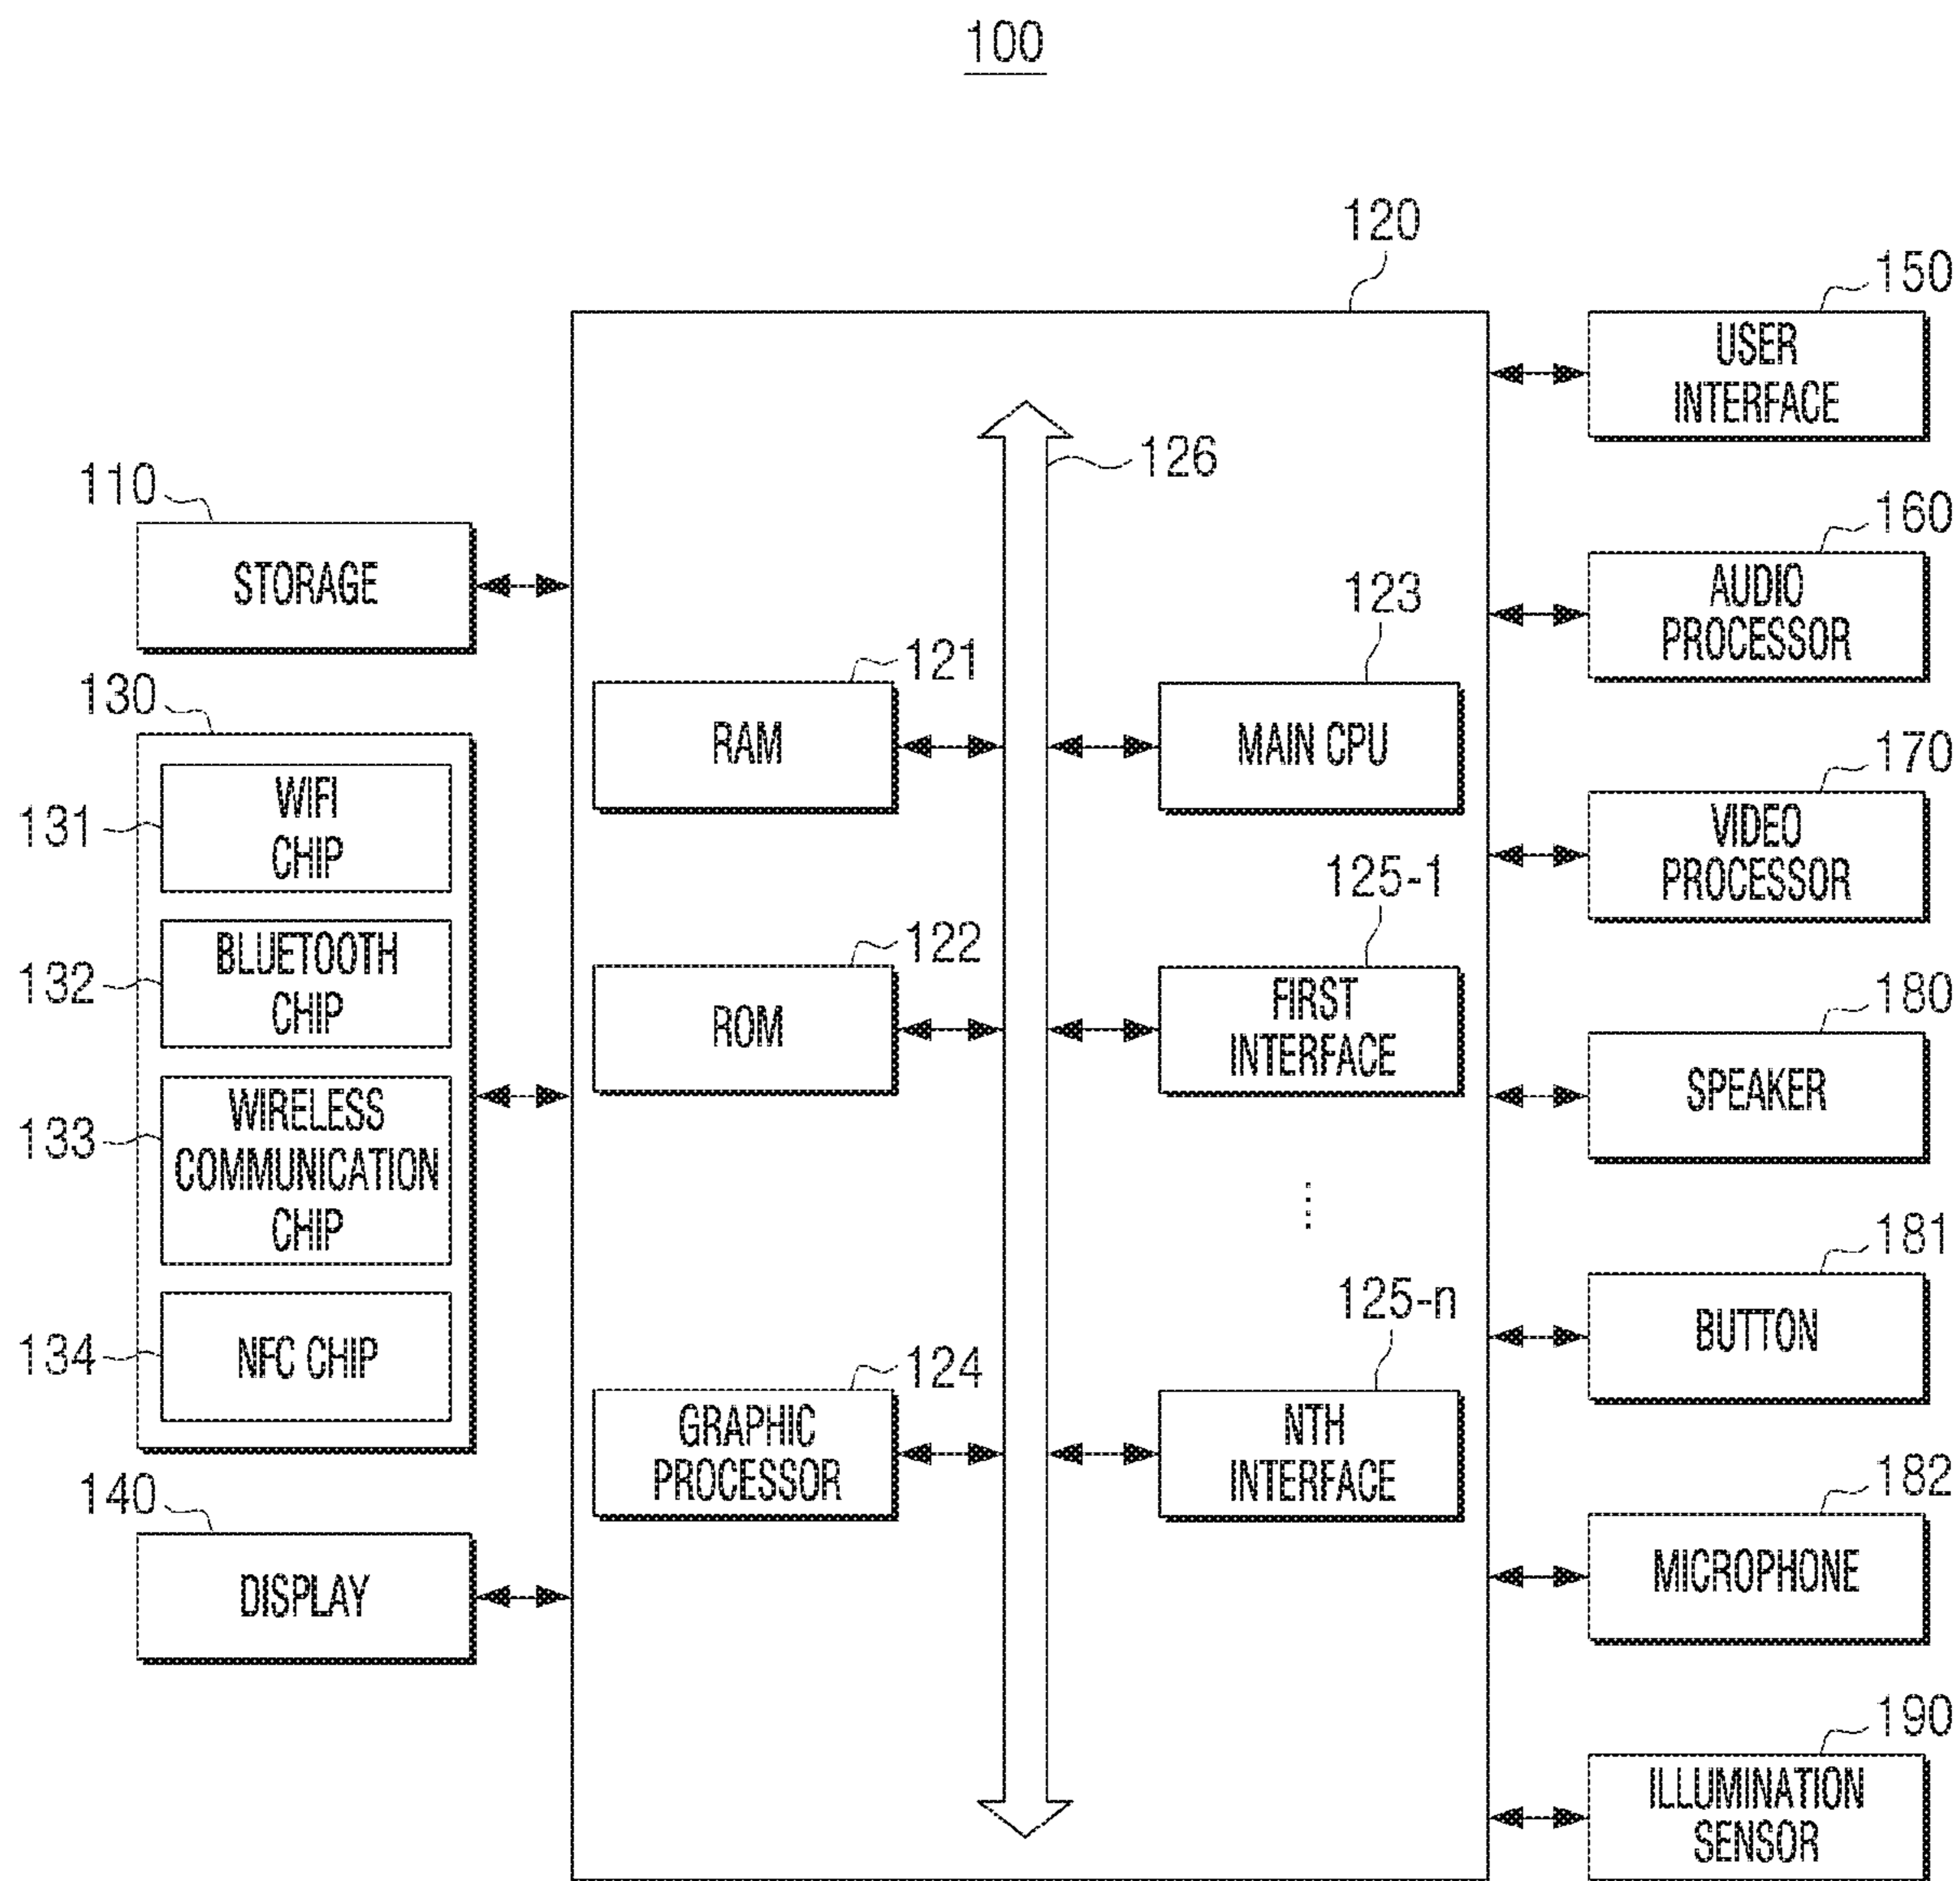 100
120
150
USER
INTERFACE
126
110
STORAGE
160
AUDIO
PROCESSOR
123
MAIN CPU
121
RAM
130
131
WIFI
CHIP
132
BLUETOOTH
CHIP
133
WIRELESS
COMMUNICATION
CHIP
134
NFC CHIP
170
VIDEO
PROCESSOR
125-1
FIRST
INTERFACE
122
ROM
180
SPEAKER
⋮
181
BUTTON
125-n
NTH
INTERFACE
124
GRAPHIC
PROCESSOR
140
DISPLAY
182
MICROPHONE
190
ILLUMINATION
SENSOR